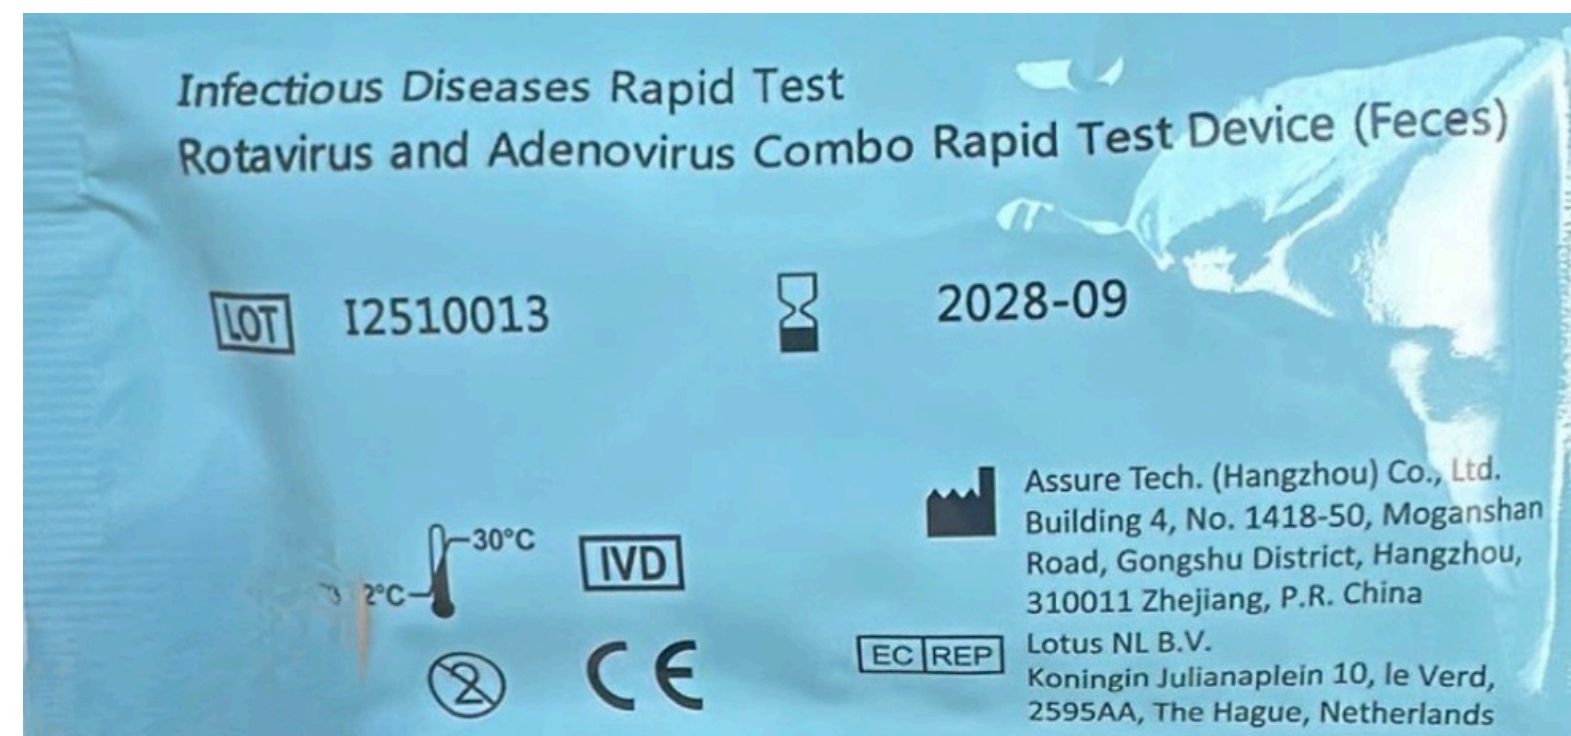 Infectious Diseases Rapid Test
Rotavirus and Adenovirus Combo Rapid Test Device (Feces)
LOT I2510013 2028-09
30°C
2°C
IVD
2
CE
Assure Tech. (Hangzhou) Co., Ltd.
Building 4, No. 1418-50, Moganshan
Road, Gongshu District, Hangzhou,
310011 Zhejiang, P.R. China
EC REP Lotus NL B.V.
Koningin Julianaplein 10, le Verd,
2595AA, The Hague, Netherlands